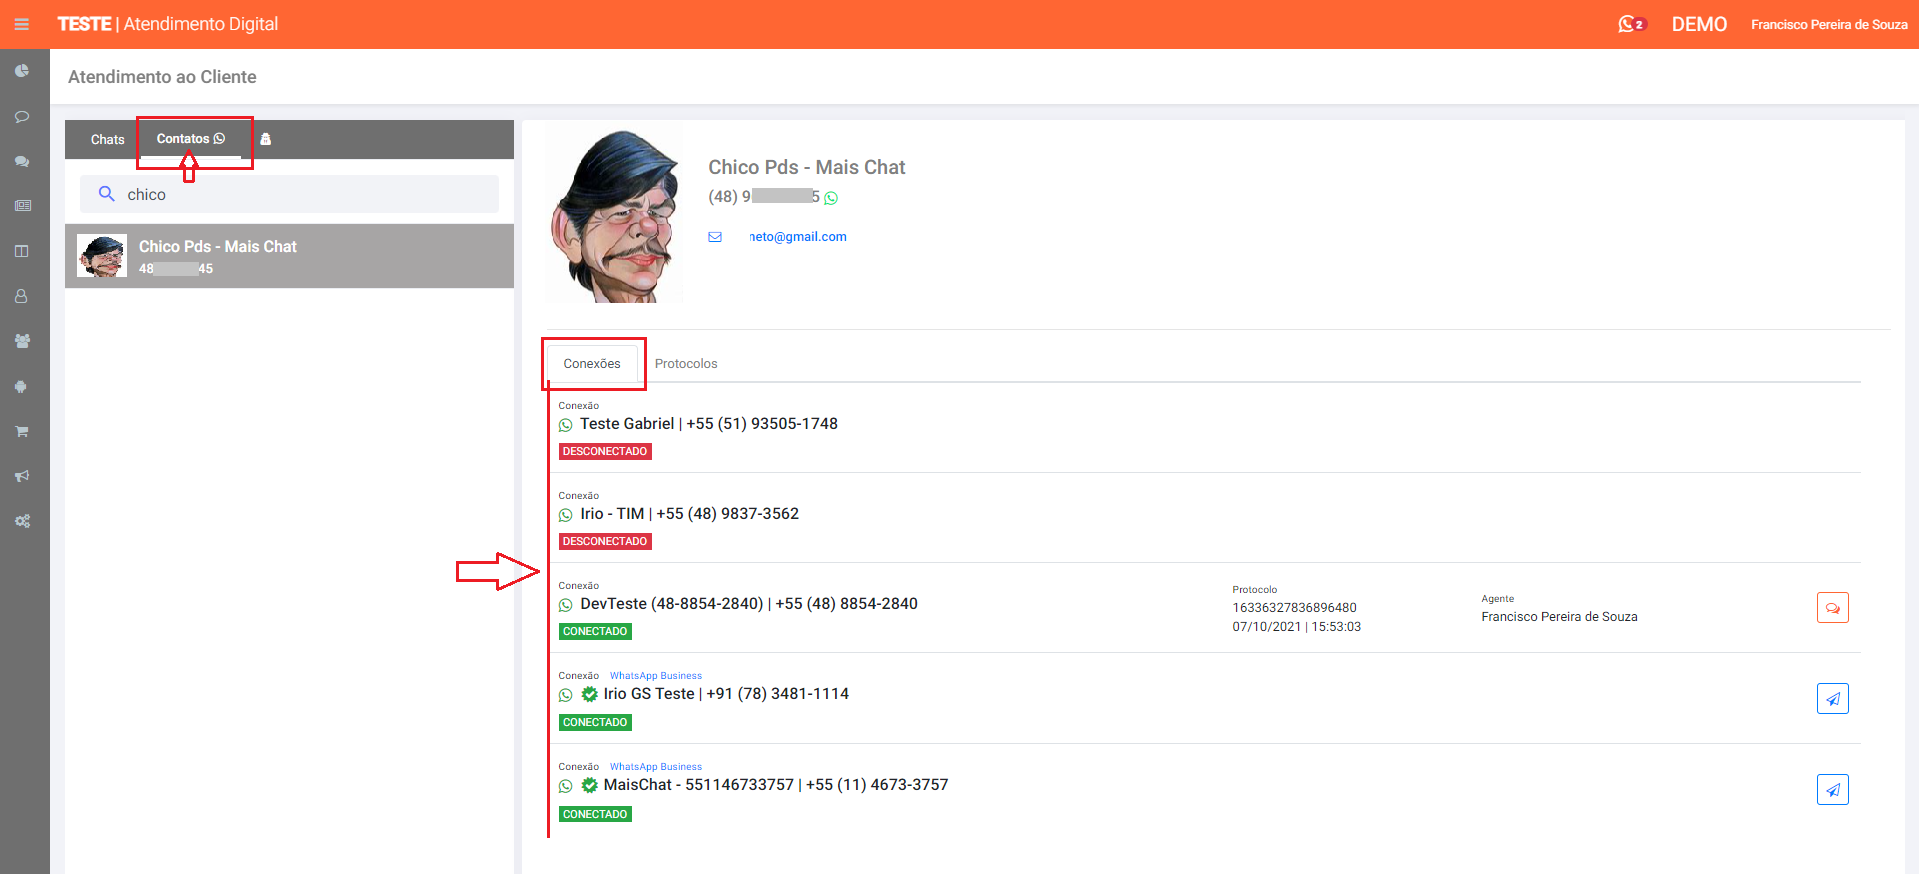 TESTE | Atendimento Digital
2
DEMO
Francisco Pereira de Souza
Atendimento ao Cliente
Chats
Contatos
chico
Chico Pds - Mais Chat
48 45
Chico Pds - Mais Chat
(48) 9 5
neto@gmail.com
Conexões
Protocolos
Conexão
Teste Gabriel | +55 (51) 93505-1748
DESCONECTADO
Conexão
Irio - TIM | +55 (48) 9837-3562
DESCONECTADO
Conexão
DevTeste (48-8854-2840) | +55 (48) 8854-2840
CONECTADO
Protocolo
16336327836896480
07/10/2021 | 15:53:03
Agente
Francisco Pereira de Souza
Conexão WhatsApp Business
Irio GS Teste | +91 (78) 3481-1114
CONECTADO
Conexão WhatsApp Business
MaisChat - 551146733757 | +55 (11) 4673-3757
CONECTADO